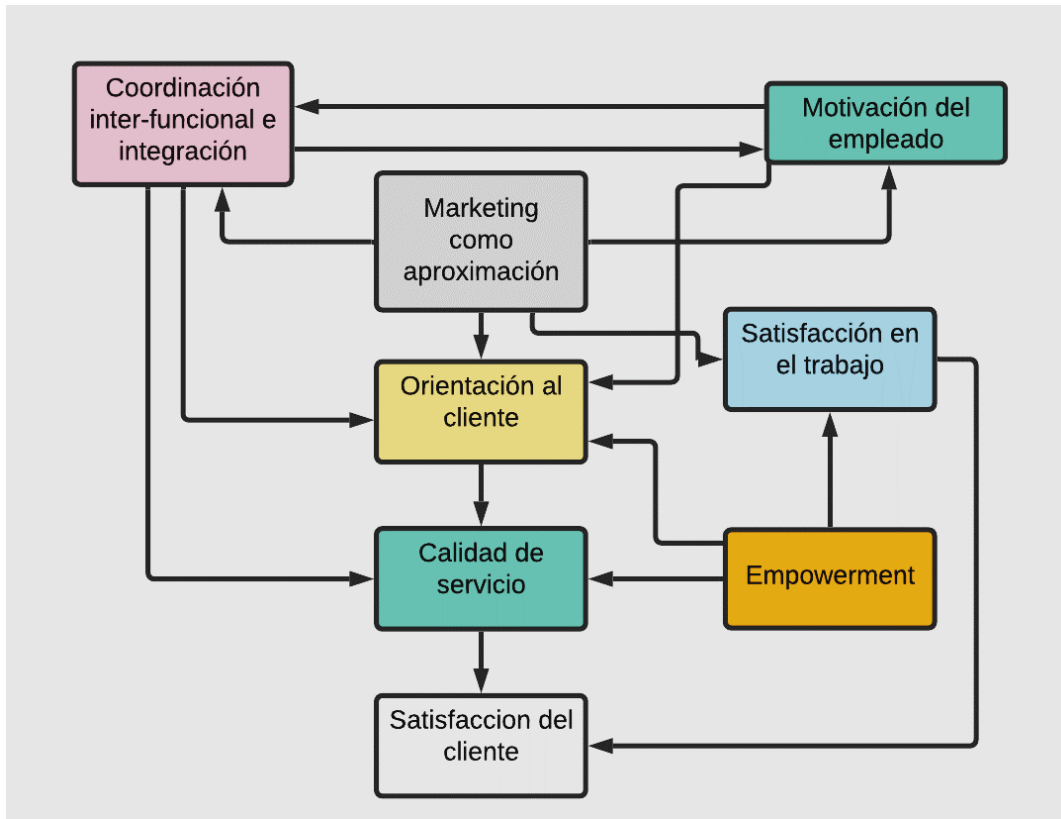 Coordinación
inter-funcional e
integración
Motivación del
empleado
Marketing
como
aproximación
Satisfacción en
el trabajo
Orientación al
cliente
Calidad de
servicio
Empowerment
Satisfaccion del
cliente